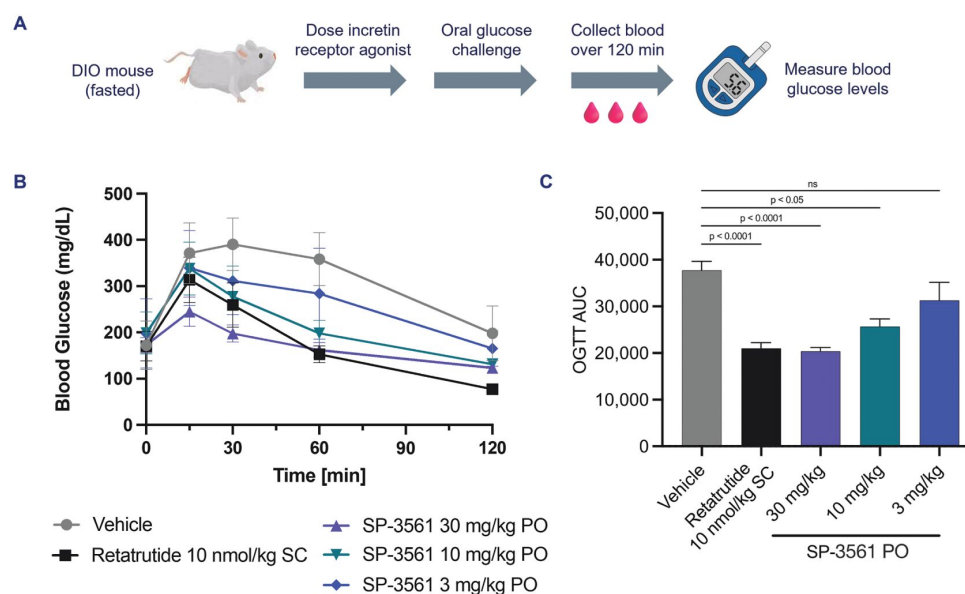 A
DIO mouse
(fasted)
Dose incretin
receptor agonist
Oral glucose
challenge
Collect blood
over 120 min
56
Measure blood
glucose levels
B
Blood Glucose (mg/dL)
500
400
300
200
100
0
0
30
60
90
120
Time [min]
Vehicle
Retatrutide 10 nmol/kg SC
SP-3561 30 mg/kg PO
SP-3561 10 mg/kg PO
SP-3561 3 mg/kg PO
C
ns
p < 0.05
p < 0.0001
p < 0.0001
OGTT AUC
50,000
40,000
30,000
20,000
10,000
0
Vehicle
Retatrutide
10 nmol/kg SC
30 mg/kg
10 mg/kg
3 mg/kg
SP-3561 PO